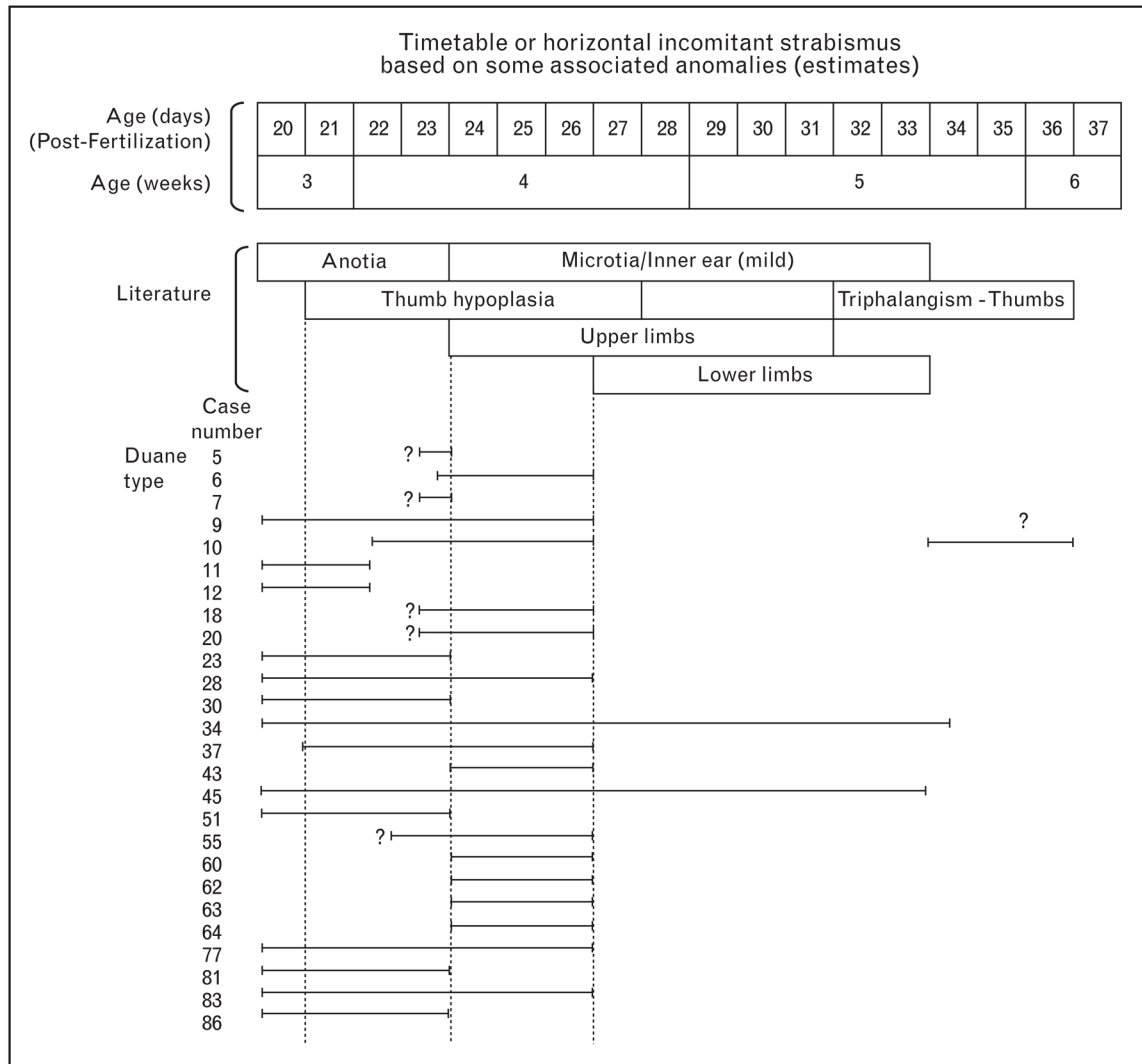 Timetable or horizontal incomitant strabismus
based on some associated anomalies (estimates)
Age (days)
(Post-Fertilization)
20 21 22 23 24 25 26 27 28 29 30 31 32 33 34 35 36 37
Age (weeks)
3 4 5 6
Literature
Anotia
Microtia/Inner ear (mild)
Thumb hypoplasia
Triphalangism - Thumbs
Upper limbs
Lower limbs
Case
number
Duane
type
5
?
6
7
?
9
?
10
11
12
18
?
20
?
23
28
30
34
37
43
45
51
55
?
60
62
63
64
77
81
83
86